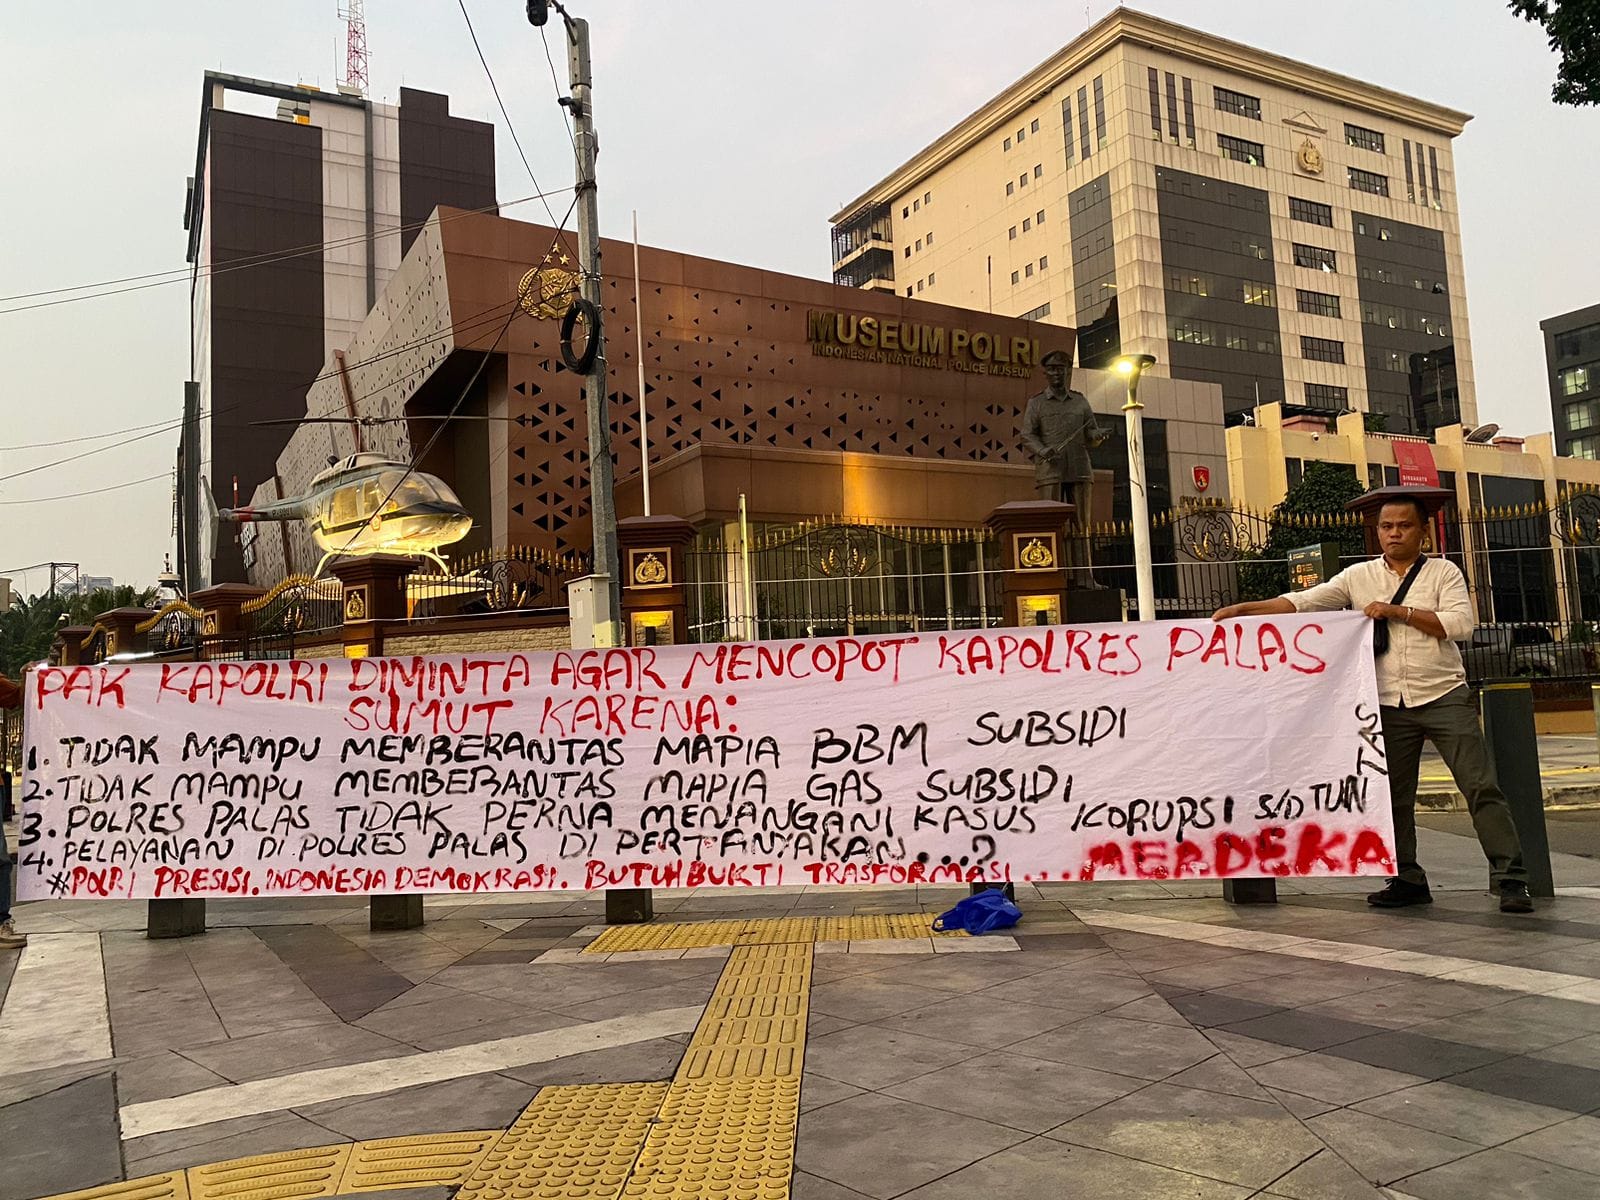 MUSEUM POLRI
INDONESIAN NATIONAL POLICE MUSEUM
PAK KAPOLRI DIMINTA AGAR MENCOPOT KAPOLRES PALAS
SUMUT KARENA:
1. TIDAK MAMPU MEMBERANTAS MAPIA BBM SUBSIDI
2. TIDAK MAMPU MEMBERANTAS MAPIA GAS SUBSIDI
3. POLRES PALAS TIDAK PERNA MENANGANI KASUS KORUPSI S/D TUN TAS
4. PELAYANAN DI POLRES PALAS DI PERTANYAKAN...?
*POLRI PRESISI. INDONESIA DEMOKRASI. BUTUH BUKTI TRASFORMASI... MERDEKA